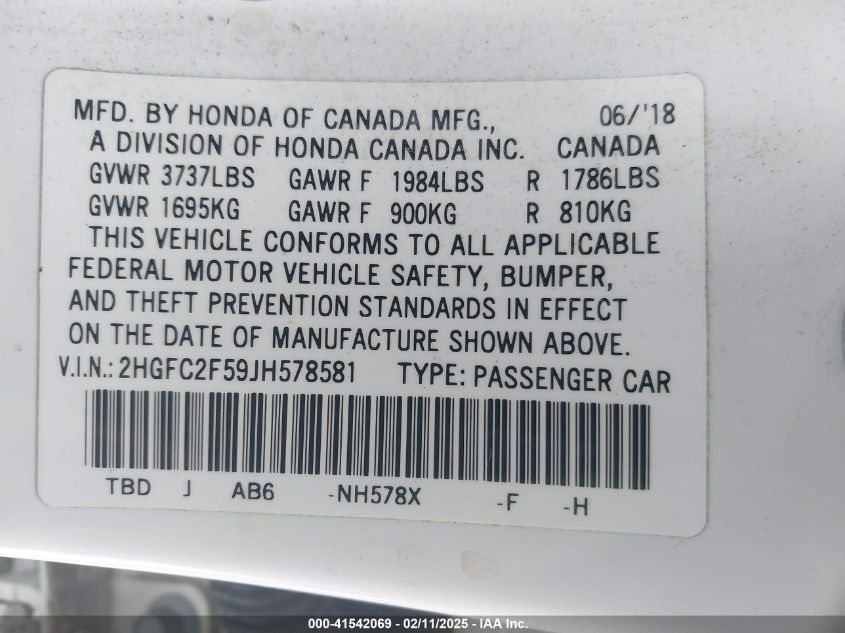 MFD. BY HONDA OF CANADA MFG., 06/'18
A DIVISION OF HONDA CANADA INC. CANADA
GVWR 3737LBS GAWR F 1984LBS R 1786LBS
GVWR 1695KG GAWR F 900KG R 810KG
THIS VEHICLE CONFORMS TO ALL APPLICABLE
FEDERAL MOTOR VEHICLE SAFETY, BUMPER,
AND THEFT PREVENTION STANDARDS IN EFFECT
ON THE DATE OF MANUFACTURE SHOWN ABOVE.
V.I.N.: 2HGFC2F59JH578581 TYPE: PASSENGER CAR
TBD J AB6 -NH578X -F -H
000-41542069 - 02/11/2025 - IAA Inc.